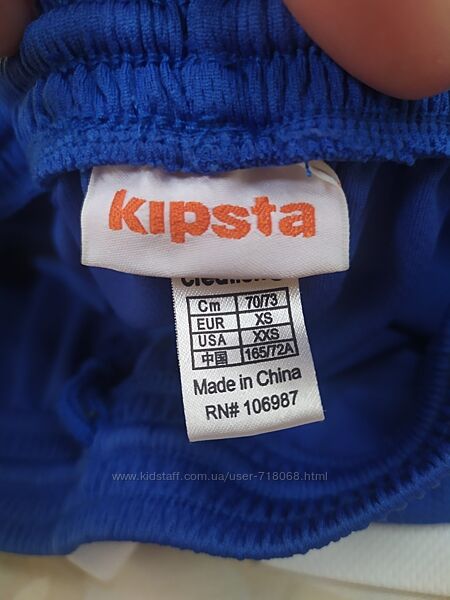 kipsta
Cm 70/73
EUR XS
USA XXS
中国 165/72A
Made in China
RN# 106987
www.kidstaff.com.ua/user-718068.html